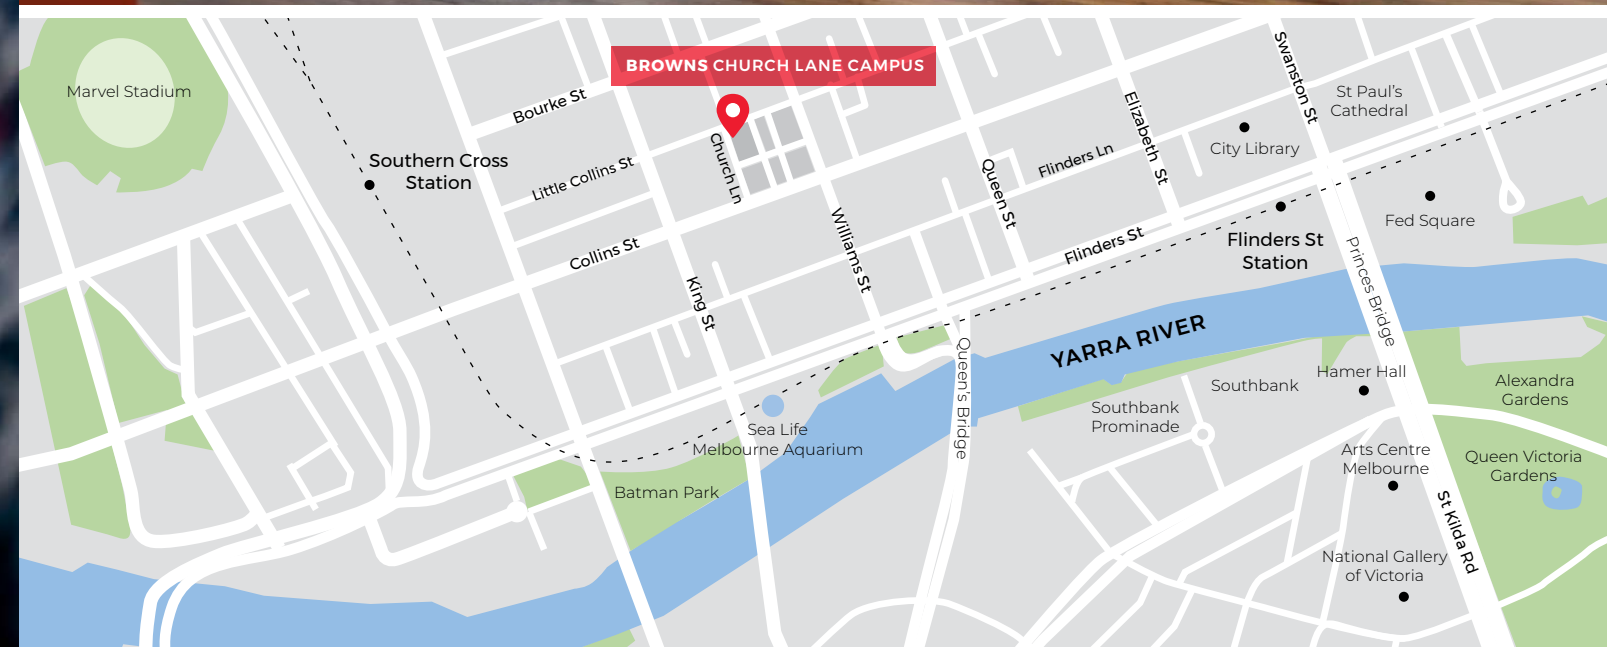 BROWNS CHURCH LANE CAMPUS
Marvel Stadium
Bourke St
Southern Cross
Station
Little Collins St
Church Ln
Collins St
King St
Williams St
Queen St
Flinders Ln
Elizabeth St
Swanston St
St Paul's
Cathedral
City Library
Flinders St
Flinders St
Station
Fed Square
Princes Bridge
YARRA RIVER
Queen's Bridge
Sea Life
Melbourne Aquarium
Batman Park
Southbank
Prominade
Southbank
Hamer Hall
Alexandra
Gardens
Arts Centre
Melbourne
Queen Victoria
Gardens
St Kilda Rd
National Gallery
of Victoria